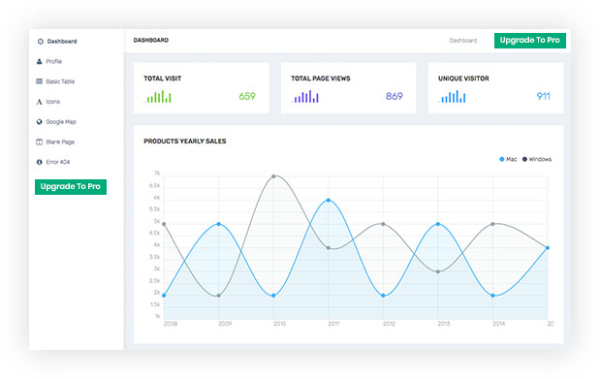 Dashboard
Profile
Basic Table
Icons
Google Map
Blank Page
Error 404
Upgrade To Pro
DASHBOARD
Dashboard
Upgrade To Pro
TOTAL VISIT
659
TOTAL PAGE VIEWS
869
UNIQUE VISITOR
911
PRODUCTS YEARLY SALES
Mac Windows
7k
6.5k
6k
5.5k
5k
4.5k
4k
3.5k
3k
2.5k
2k
1.5k
1k
2008 2009 2010 2011 2012 2013 2014 20